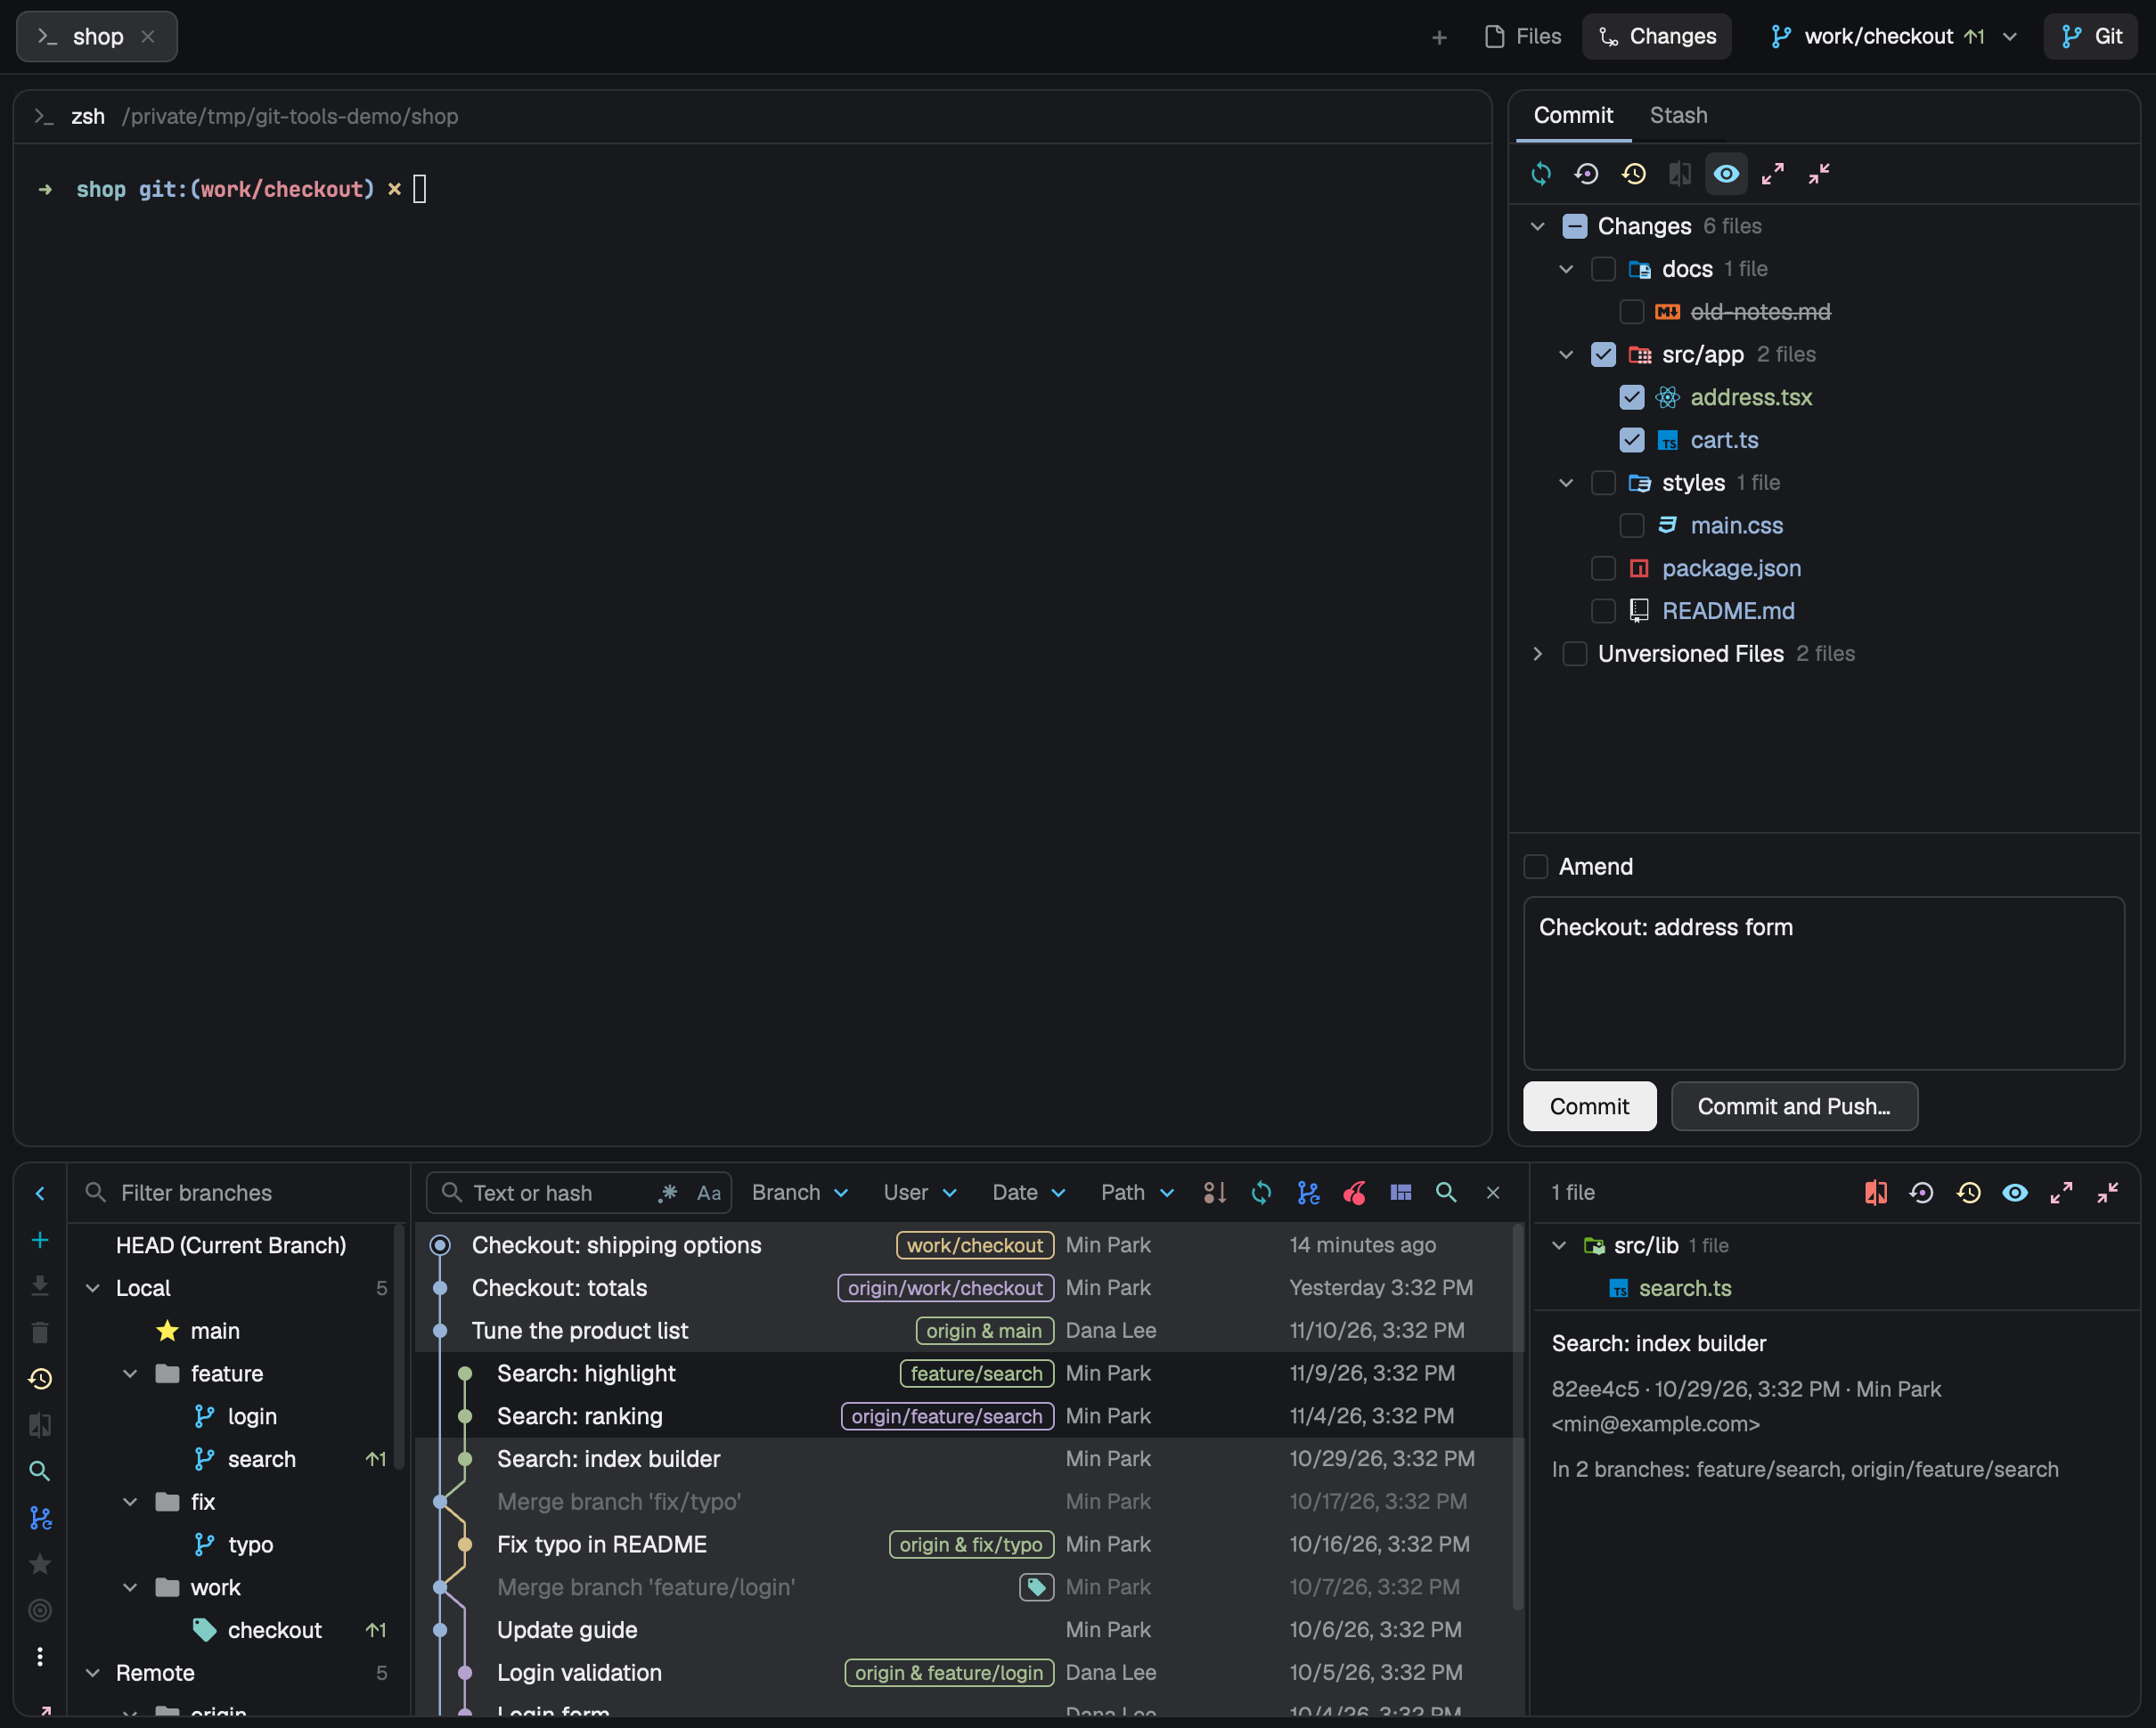 shop
Files
Changes
work/checkout ↑1
Git
zsh /private/tmp/git-tools-demo/shop
➜ shop git:(work/checkout) ×
Commit Stash
Changes 6 files
docs 1 file
old-notes.md
src/app 2 files
address.tsx
cart.ts
styles 1 file
main.css
package.json
README.md
Unversioned Files 2 files
Amend
Checkout: address form
Commit
Commit and Push...
Filter branches
HEAD (Current Branch)
Local 5
main
feature
login
search ↑1
fix
typo
work
checkout ↑1
Remote 5
origin
Text or hash .* Aa
Branch User Date Path
Checkout: shipping options work/checkout Min Park 14 minutes ago
Checkout: totals origin/work/checkout Min Park Yesterday 3:32 PM
Tune the product list origin & main Dana Lee 11/10/26, 3:32 PM
Search: highlight feature/search Min Park 11/9/26, 3:32 PM
Search: ranking origin/feature/search Min Park 11/4/26, 3:32 PM
Search: index builder Min Park 10/29/26, 3:32 PM
Merge branch 'fix/typo' Min Park 10/17/26, 3:32 PM
Fix typo in README origin & fix/typo Min Park 10/16/26, 3:32 PM
Merge branch 'feature/login' Min Park 10/7/26, 3:32 PM
Update guide Min Park 10/6/26, 3:32 PM
Login validation origin & feature/login Dana Lee 10/5/26, 3:32 PM
Login form Dana Lee 10/4/26, 3:32 PM
1 file
src/lib 1 file
search.ts
Search: index builder
82ee4c5 · 10/29/26, 3:32 PM · Min Park
<min@example.com>
In 2 branches: feature/search, origin/feature/search